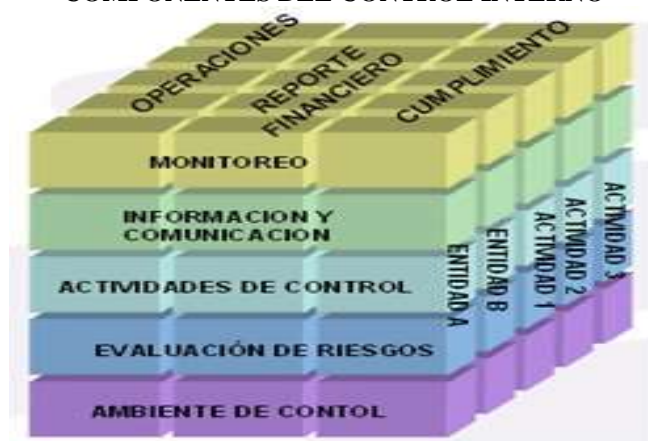 COMPONENTES DEL CONTROL INTERNO
OPERACIONES
REPORTE
FINANCIERO
CUMPLIMIENTO
MONITOREO
INFORMACION Y
COMUNICACION
ACTIVIDADES DE CONTROL
EVALUACIÓN DE RIESGOS
AMBIENTE DE CONTOL
ENTIDAD A
ENTIDAD B
ACTIVIDAD 1
ACTIVIDAD 2
ACTIVIDAD 3